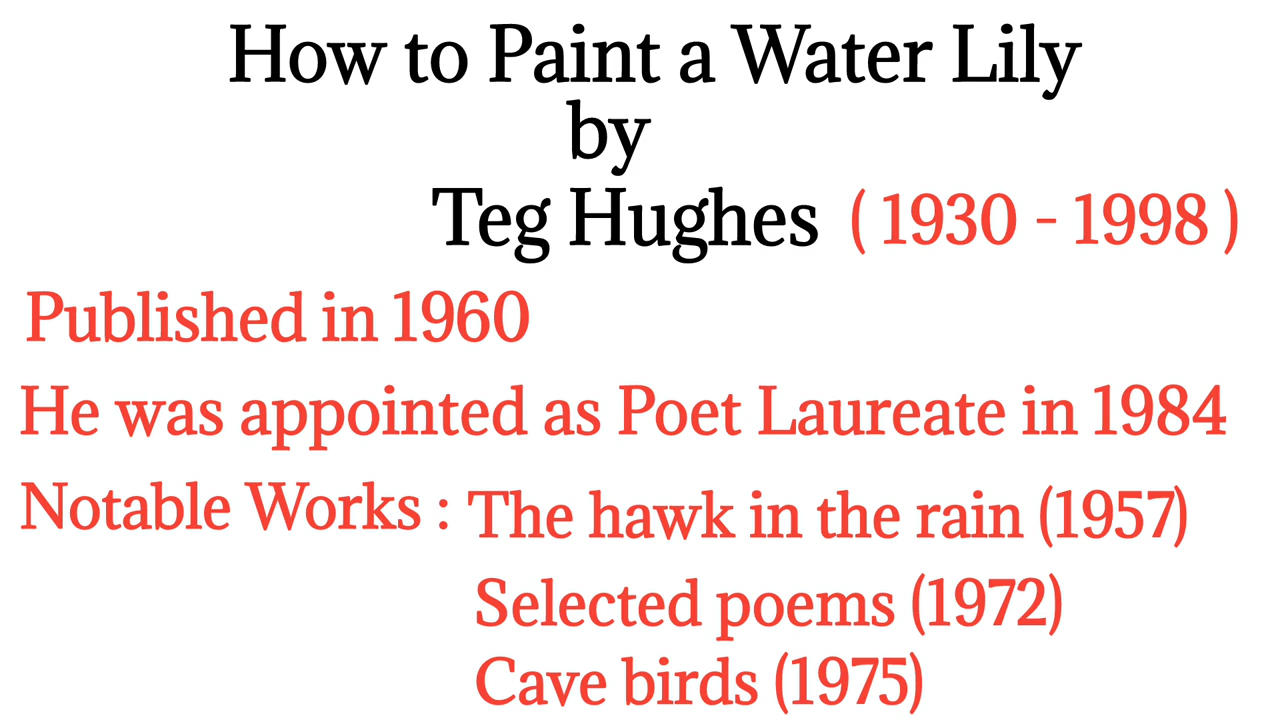 How to Paint a Water Lily
by
Teg Hughes ( 1930 - 1998 )
Published in 1960
He was appointed as Poet Laureate in 1984
Notable Works : The hawk in the rain (1957)
Selected poems (1972)
Cave birds (1975)